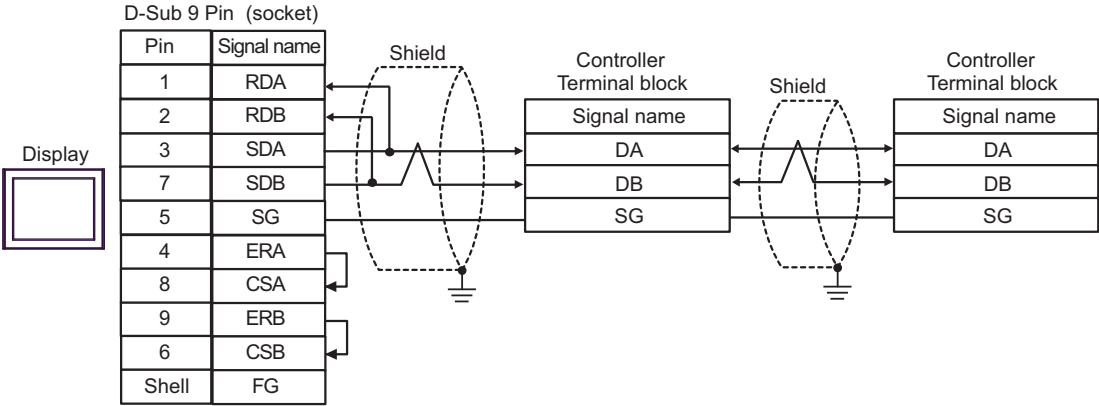 D-Sub 9 Pin (socket)
Pin Signal name
1 RDA
2 RDB
3 SDA
7 SDB
5 SG
4 ERA
8 CSA
9 ERB
6 CSB
Shell FG
Display
Shield
Controller
Terminal block
Signal name
DA
DB
SG
Shield
Controller
Terminal block
Signal name
DA
DB
SG